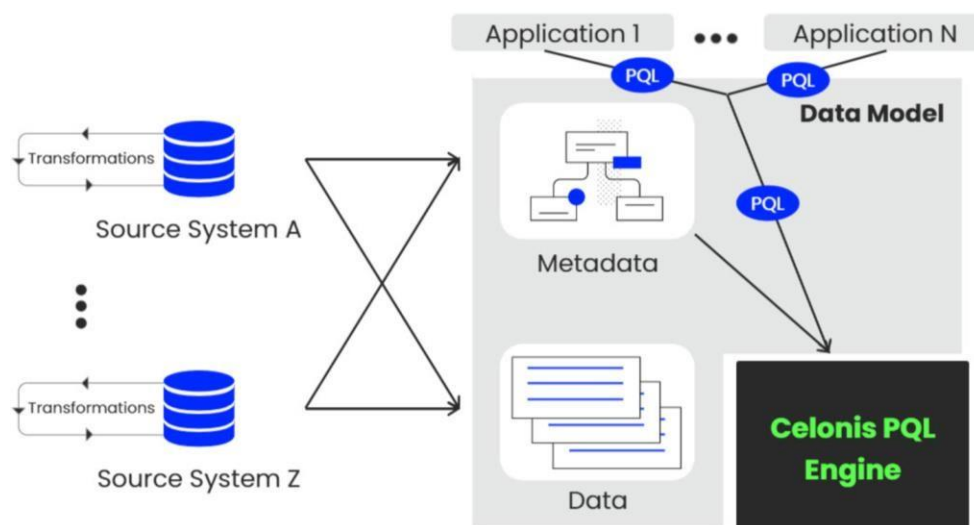 Application 1
Application N
PQL
PQL
Data Model
Transformations
Source System A
PQL
Metadata
Transformations
Source System Z
Data
Celonis PQL
Engine